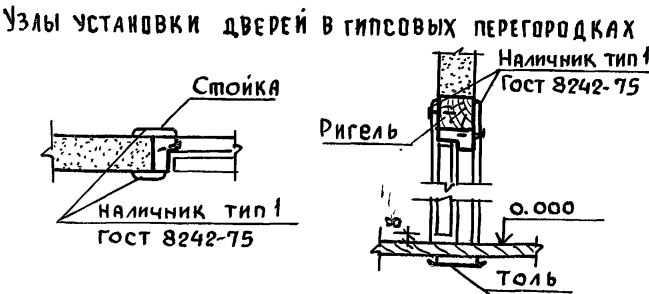 Узлы установки дверей в гипсовых перегородках
Стойка
наличник тип 1
Гост 8242-75
Наличник тип 1
Гост 8242-75
Ригель
0.000
Толь